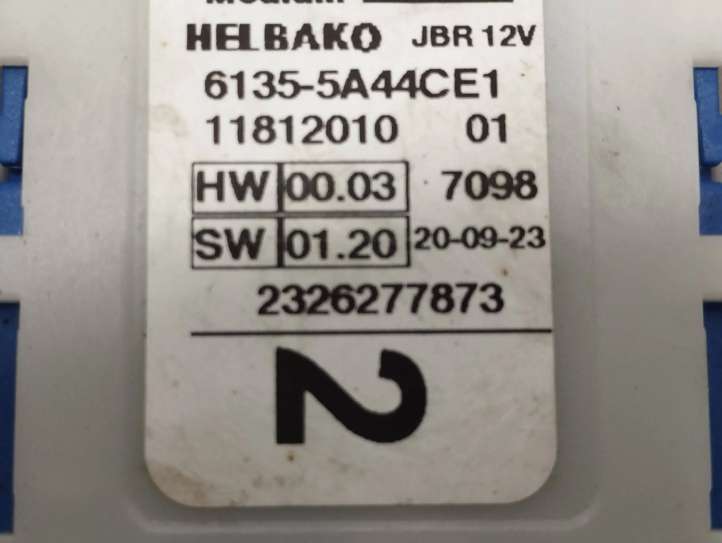 HELBAKO JBR 12V
6135-5A44CE1
11812010 01
HW 00.03 7098
SW 01.20 20-09-23
2326277873
2